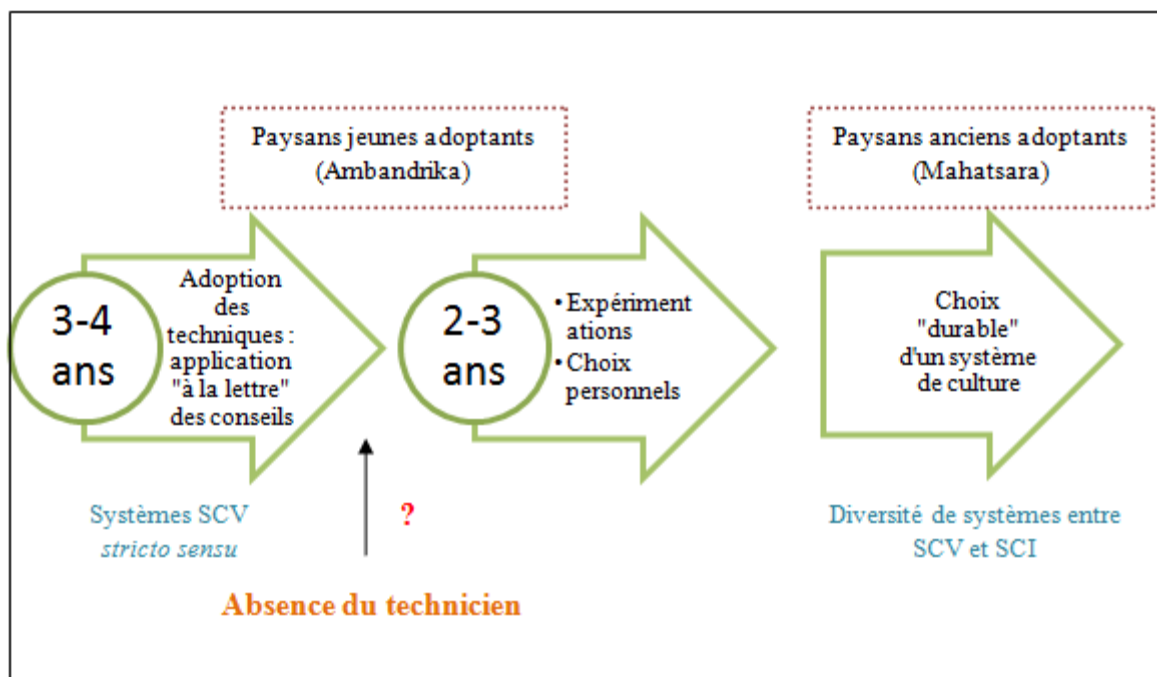 Paysans jeunes adoptants
(Ambandrika)
Paysans anciens adoptants
(Mahatsara)
3-4
ans
Adoption
des
techniques :
application
"à la lettre"
des conseils
2-3
ans
•Expériment
ations
•Choix
personnels
Choix
"durable"
d'un système
de culture
Systèmes SCV
stricto sensu
?
Absence du technicien
Diversité de systèmes entre
SCV et SCI